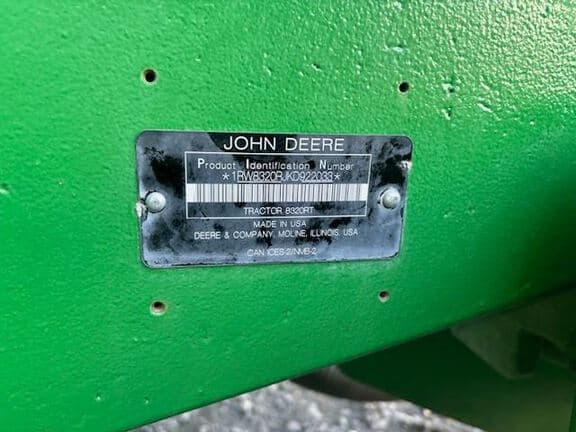 JOHN DEERE
Product Identification Number
*1RW8320RJKD922033*
TRACTOR 8320RT
MADE IN USA
DEERE & COMPANY, MOLINE, ILLINOIS, USA
CAN ICES-2/NMB-2